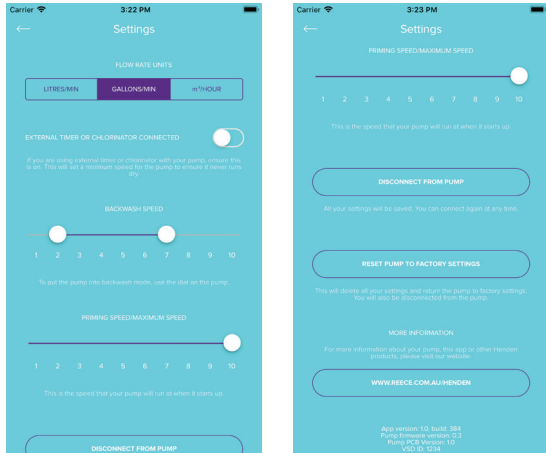 Carrier 3:22 PM
Settings
FLOW RATE UNITS
LITRES/MIN GALLONS/MIN m³/HOUR
EXTERNAL TIMER OR CHLORINATOR CONNECTED
If you are using external timer or chlorinator with your pump, ensure this
is on. This will set a minimum speed for the pump to ensure it never runs
dry.
BACKWASH SPEED
1 2 3 4 5 6 7 8 9 10
To put the pump into backwash mode, use the dial on the pump.
PRIMING SPEED/MAXIMUM SPEED
1 2 3 4 5 6 7 8 9 10
This is the speed that your pump will run at when it starts up.
DISCONNECT FROM PUMP
Carrier 3:23 PM
Settings
PRIMING SPEED/MAXIMUM SPEED
1 2 3 4 5 6 7 8 9 10
This is the speed that your pump will run at when it starts up.
DISCONNECT FROM PUMP
All your settings will be saved. You can connect again at any time.
RESET PUMP TO FACTORY SETTINGS
This will delete all your settings and return the pump to factory settings.
You will also be disconnected from the pump.
MORE INFORMATION
For more information about your pump, this app or other Henden
products, please visit our website.
WWW.REECE.COM.AU/HENDEN
App version: 1.0, build: 384
Pump firmware version: 0.3
Pump PCB Version: 1.0
VSD ID: 1234